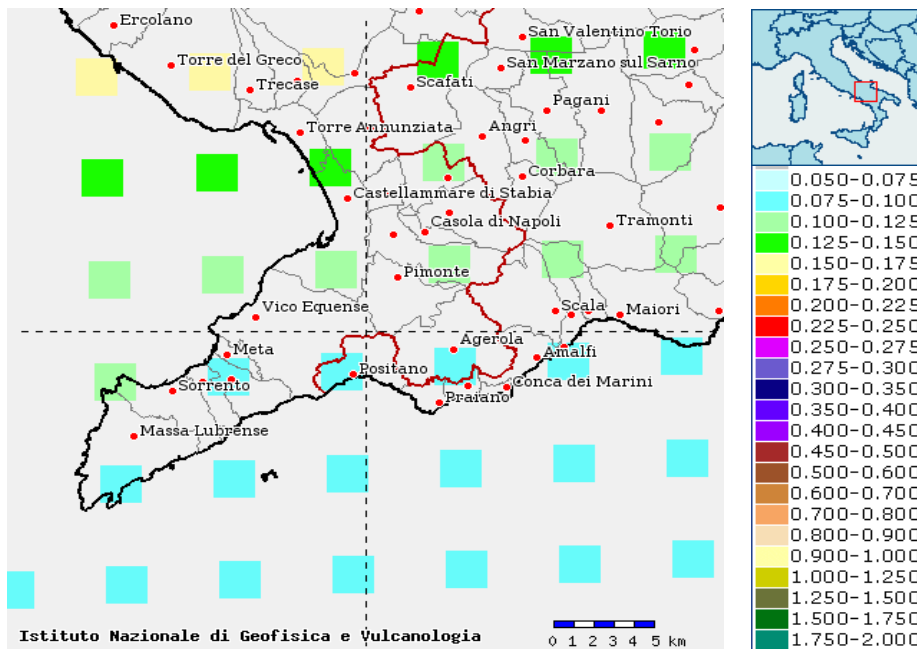 Ercolano
San Valentino Torio
Torre del Greco
San Marzano sul Sarno
Trecase
Scafati
Pagani
Torre Annunziata
Angri
Corbara
Castellammare di Stabia
Casola di Napoli
Tramonti
Pimonte
Vico Equense
Scala
Maiori
Agerola
Meta
Amalfi
Positano
Sorrento
Conca dei Marini
Praiano
Massa Lubrense
Istituto Nazionale di Geofisica e Vulcanologia
0 1 2 3 4 5 km
0.050-0.075
0.075-0.100
0.100-0.125
0.125-0.150
0.150-0.175
0.175-0.200
0.200-0.225
0.225-0.250
0.250-0.275
0.275-0.300
0.300-0.350
0.350-0.400
0.400-0.450
0.450-0.500
0.500-0.600
0.600-0.700
0.700-0.800
0.800-0.900
0.900-1.000
1.000-1.250
1.250-1.500
1.500-1.750
1.750-2.000